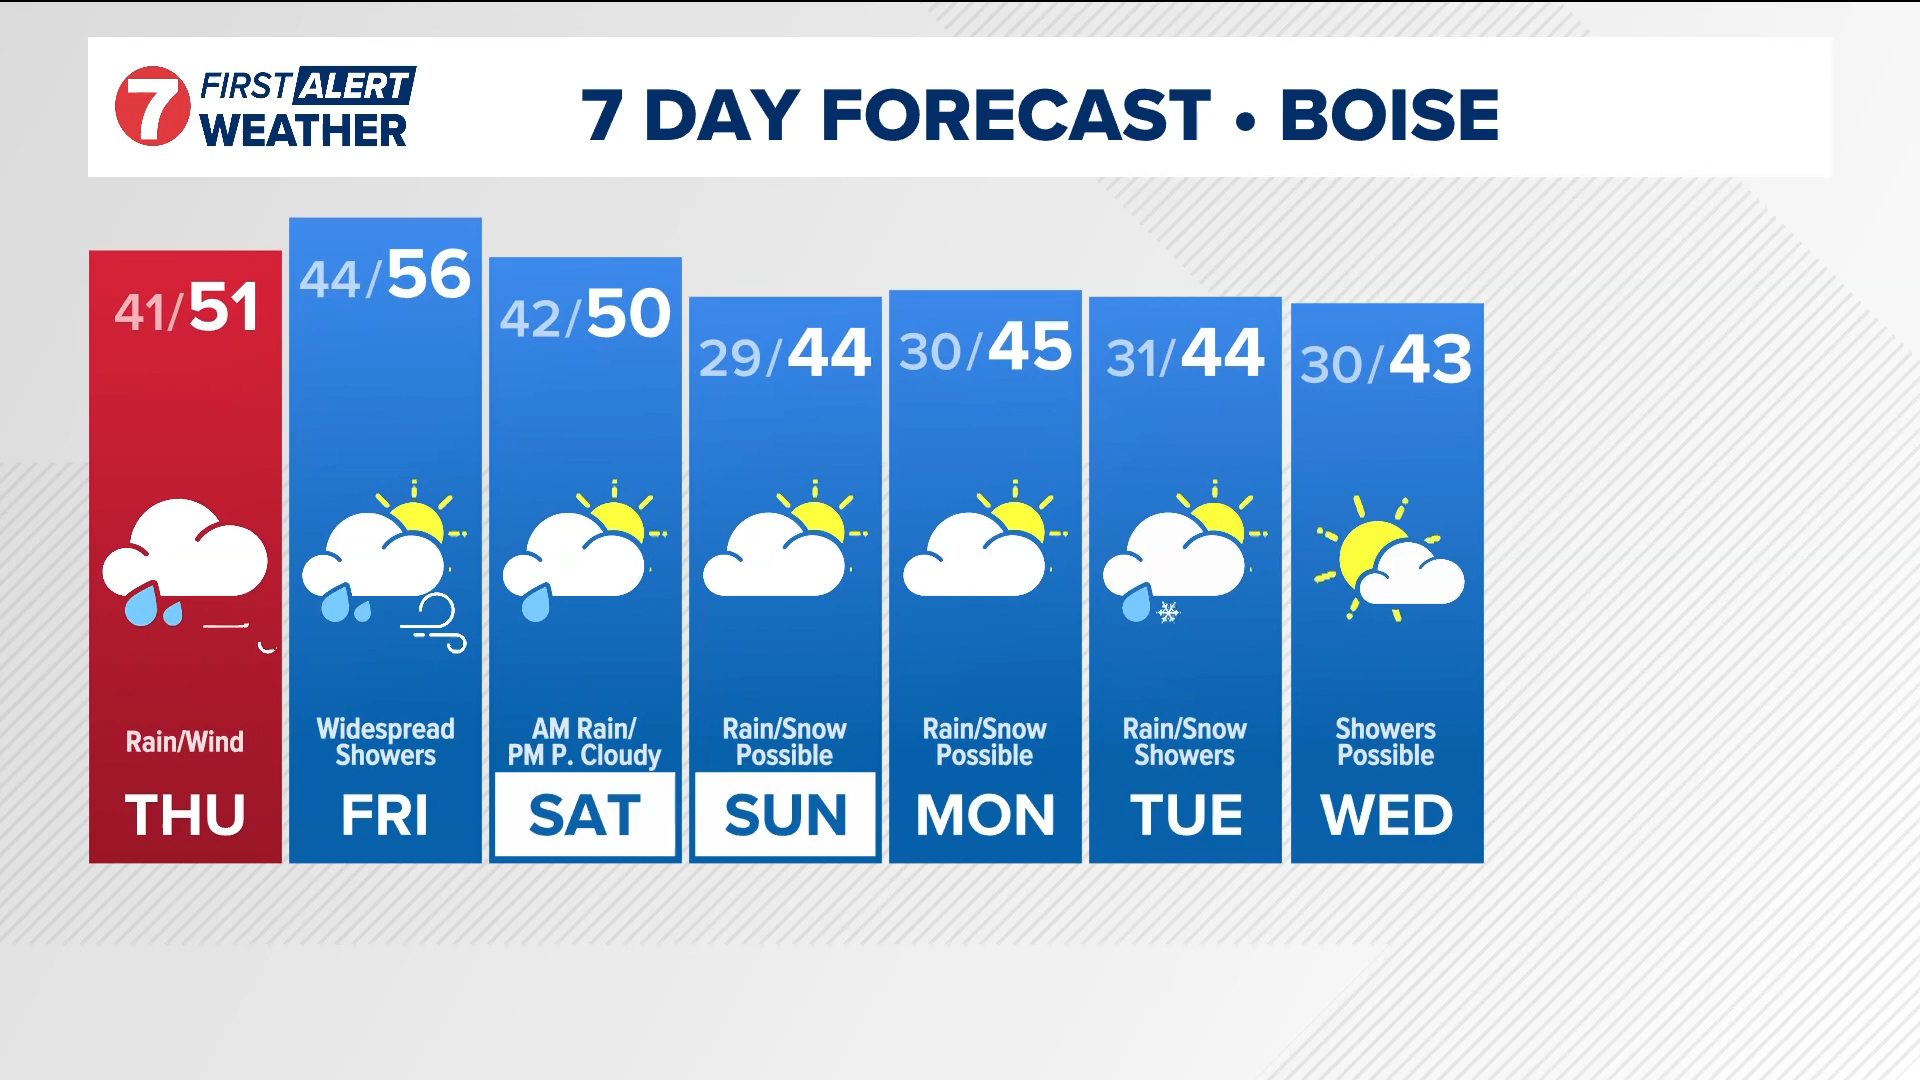 7 FIRST ALERT
WEATHER
7 DAY FORECAST • BOISE
41/51
44/56
42/50
29/44
30/45
31/44
30/43
Rain/Wind
Widespread
Showers
AM Rain/
PM P. Cloudy
Rain/Snow
Possible
Rain/Snow
Possible
Rain/Snow
Showers
Showers
Possible
THU
FRI
SAT
SUN
MON
TUE
WED